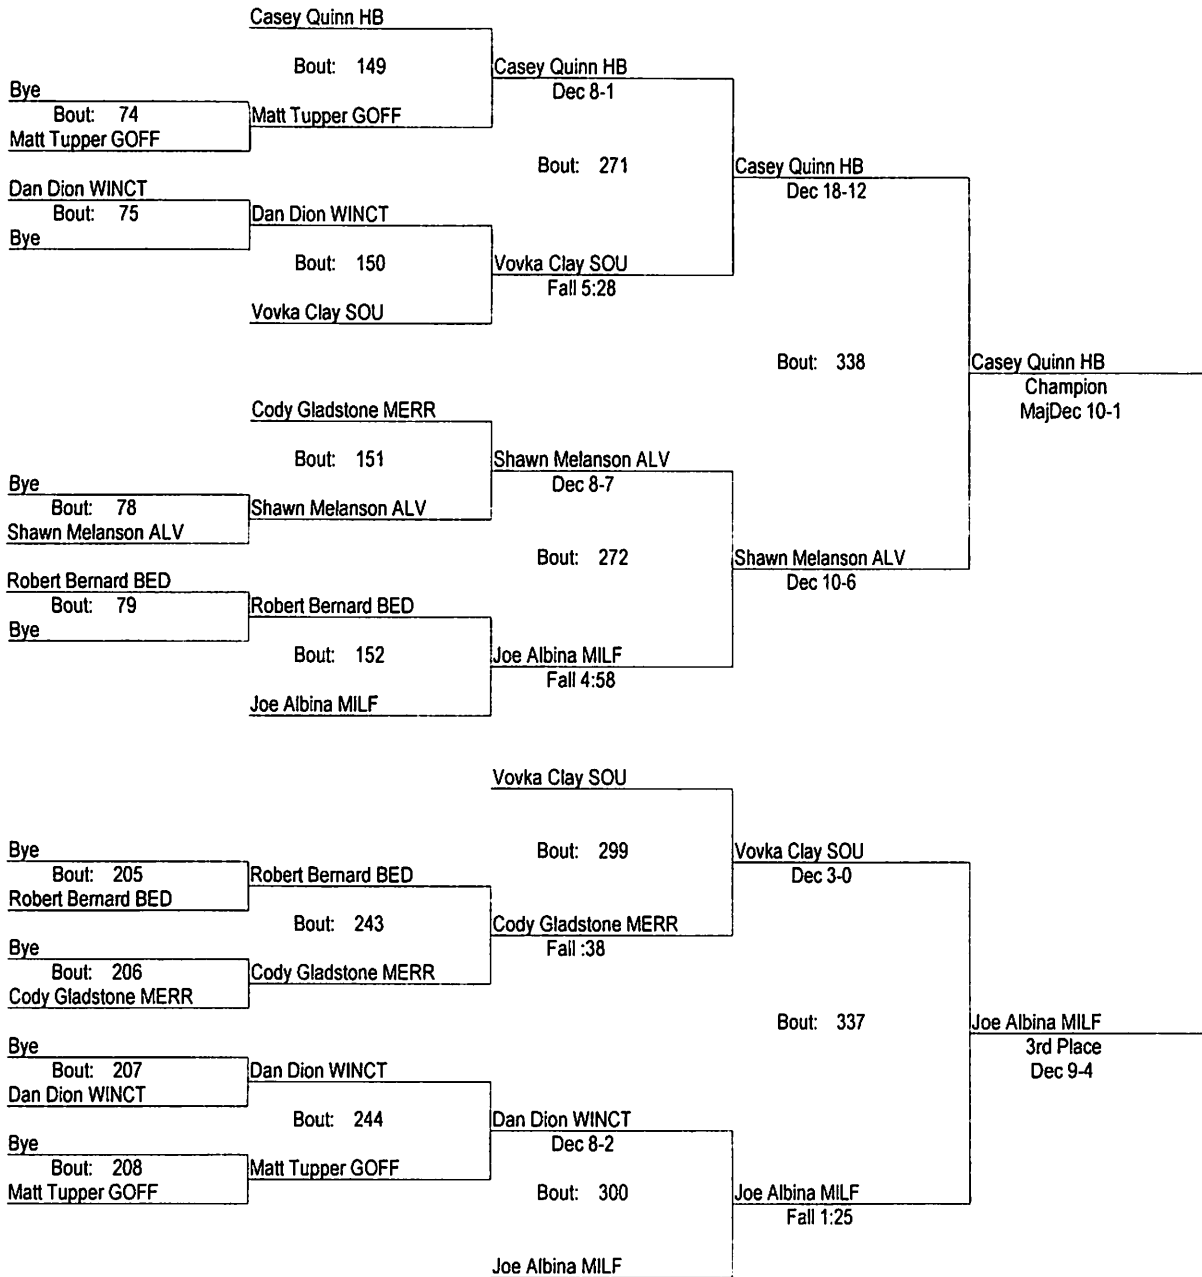 Casey Quinn HB
Bout: 149
Casey Quinn HB
Dec 8-1
Bye
Bout: 74
Matt Tupper GOFF
Matt Tupper GOFF
Bout: 271
Casey Quinn HB
Dec 18-12
Dan Dion WINCT
Bout: 75
Bye
Dan Dion WINCT
Bout: 150
Vovka Clay SOU
Fall 5:28
Vovka Clay SOU
Bout: 338
Casey Quinn HB
Champion
MajDec 10-1
Cody Gladstone MERR
Bout: 151
Shawn Melanson ALV
Dec 8-7
Bye
Bout: 78
Shawn Melanson ALV
Shawn Melanson ALV
Bout: 272
Shawn Melanson ALV
Dec 10-6
Robert Bernard BED
Bout: 79
Bye
Robert Bernard BED
Bout: 152
Joe Albina MILF
Fall 4:58
Joe Albina MILF
Vovka Clay SOU
Bout: 299
Vovka Clay SOU
Dec 3-0
Bye
Bout: 205
Robert Bernard BED
Robert Bernard BED
Bout: 243
Cody Gladstone MERR
Fall :38
Bye
Bout: 206
Cody Gladstone MERR
Cody Gladstone MERR
Bout: 337
Joe Albina MILF
3rd Place
Dec 9-4
Bye
Bout: 207
Dan Dion WINCT
Dan Dion WINCT
Bout: 244
Dan Dion WINCT
Dec 8-2
Bye
Bout: 208
Matt Tupper GOFF
Matt Tupper GOFF
Bout: 300
Joe Albina MILF
Fall 1:25
Joe Albina MILF